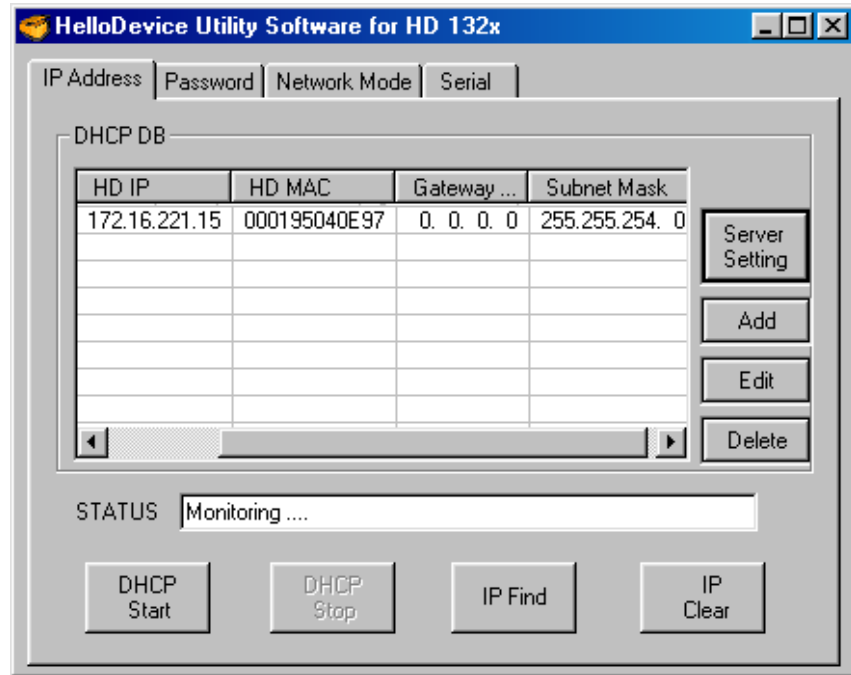 HelloDevice Utility Software for HD 132x
IP Address Password Network Mode Serial
DHCP DB
HD IP HD MAC Gateway ... Subnet Mask
172.16.221.15 000195040E97 0. 0. 0. 0 255.255.254. 0
Server
Setting
Add
Edit
Delete
STATUS Monitoring ....
DHCP
Start
DHCP
Stop
IP Find
IP
Clear